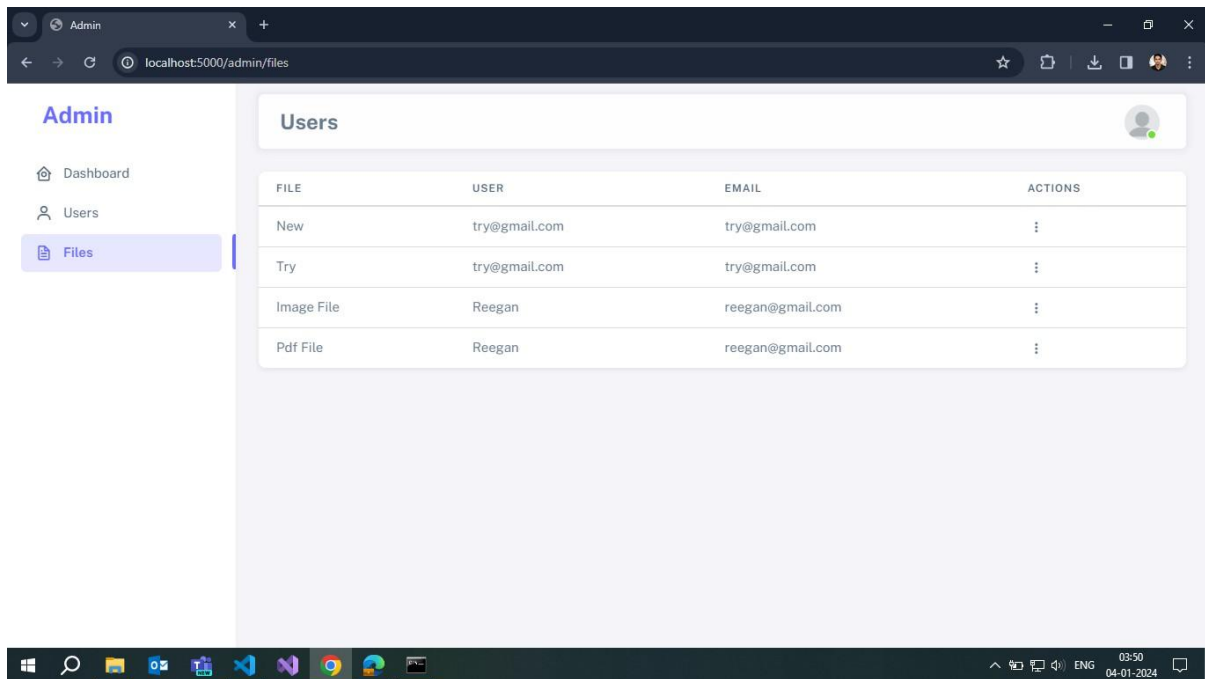 Admin
localhost:5000/admin/files
Admin
Users
Dashboard
Users
Files
FILE USER EMAIL ACTIONS
New try@gmail.com try@gmail.com
Try try@gmail.com try@gmail.com
Image File Reegan reegan@gmail.com
Pdf File Reegan reegan@gmail.com
ENG
03:50
04-01-2024